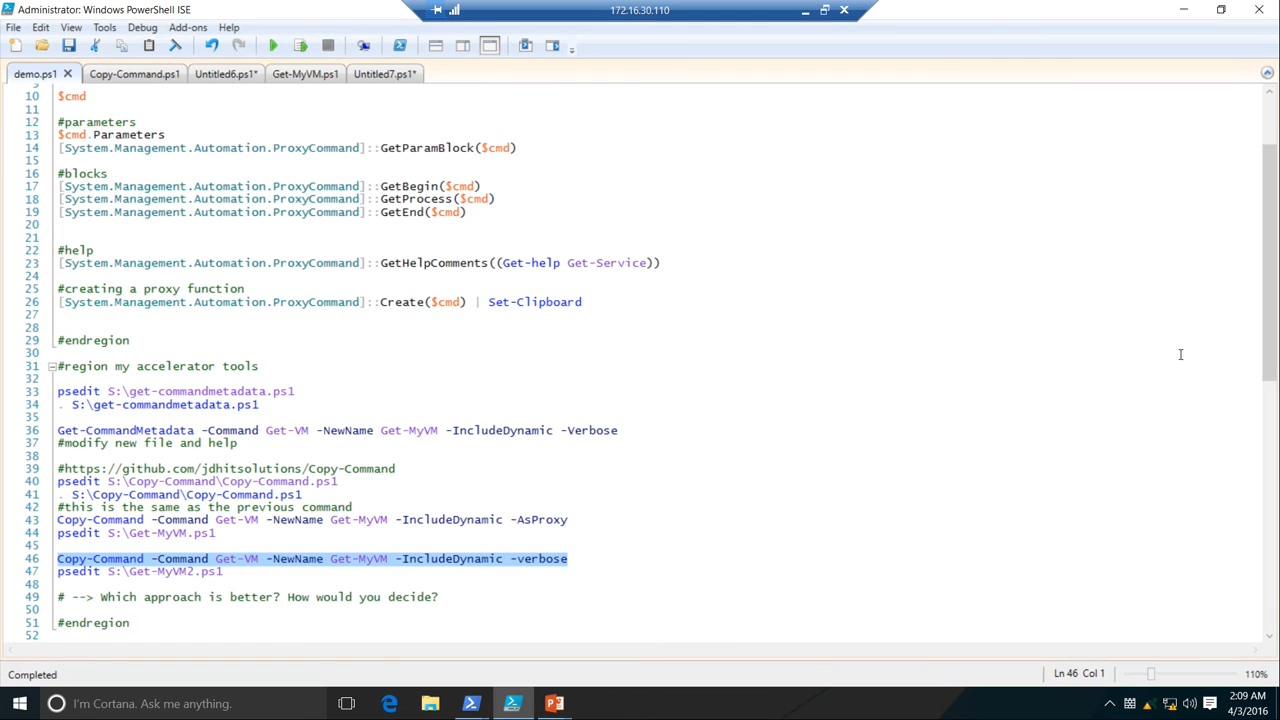 Administrator: Windows PowerShell ISE
172.16.30.110
File Edit View Tools Debug Add-ons Help
demo.ps1 Copy-Command.ps1 Untitled6.ps1* Get-MyVM.ps1 Untitled7.ps1*
9
10 $cmd
11
12 #parameters
13 $cmd.Parameters
14 [System.Management.Automation.ProxyCommand]::GetParamBlock($cmd)
15
16 #blocks
17 [System.Management.Automation.ProxyCommand]::GetBegin($cmd)
18 [System.Management.Automation.ProxyCommand]::GetProcess($cmd)
19 [System.Management.Automation.ProxyCommand]::GetEnd($cmd)
20
21
22 #help
23 [System.Management.Automation.ProxyCommand]::GetHelpComments((Get-help Get-Service))
24
25 #creating a proxy function
26 [System.Management.Automation.ProxyCommand]::Create($cmd) | Set-Clipboard
27
28
29 #endregion
30
31 #region my accelerator tools
32
33 psedit S:\get-commandmetadata.ps1
34 . S:\get-commandmetadata.ps1
35
36 Get-CommandMetadata -Command Get-VM -NewName Get-MyVM -IncludeDynamic -Verbose
37 #modify new file and help
38
39 #https://github.com/jdhitsolutions/Copy-Command
40 psedit S:\Copy-Command\Copy-Command.ps1
41 . S:\Copy-Command\Copy-Command.ps1
42 #this is the same as the previous command
43 Copy-Command -Command Get-VM -NewName Get-MyVM -IncludeDynamic -AsProxy
44 psedit S:\Get-MyVM.ps1
45
46 Copy-Command -Command Get-VM -NewName Get-MyVM -IncludeDynamic -verbose
47 psedit S:\Get-MyVM2.ps1
48
49 # --> Which approach is better? How would you decide?
50
51 #endregion
52
Completed
Ln 46 Col 1
110%
I'm Cortana. Ask me anything.
2:09 AM
4/3/2016